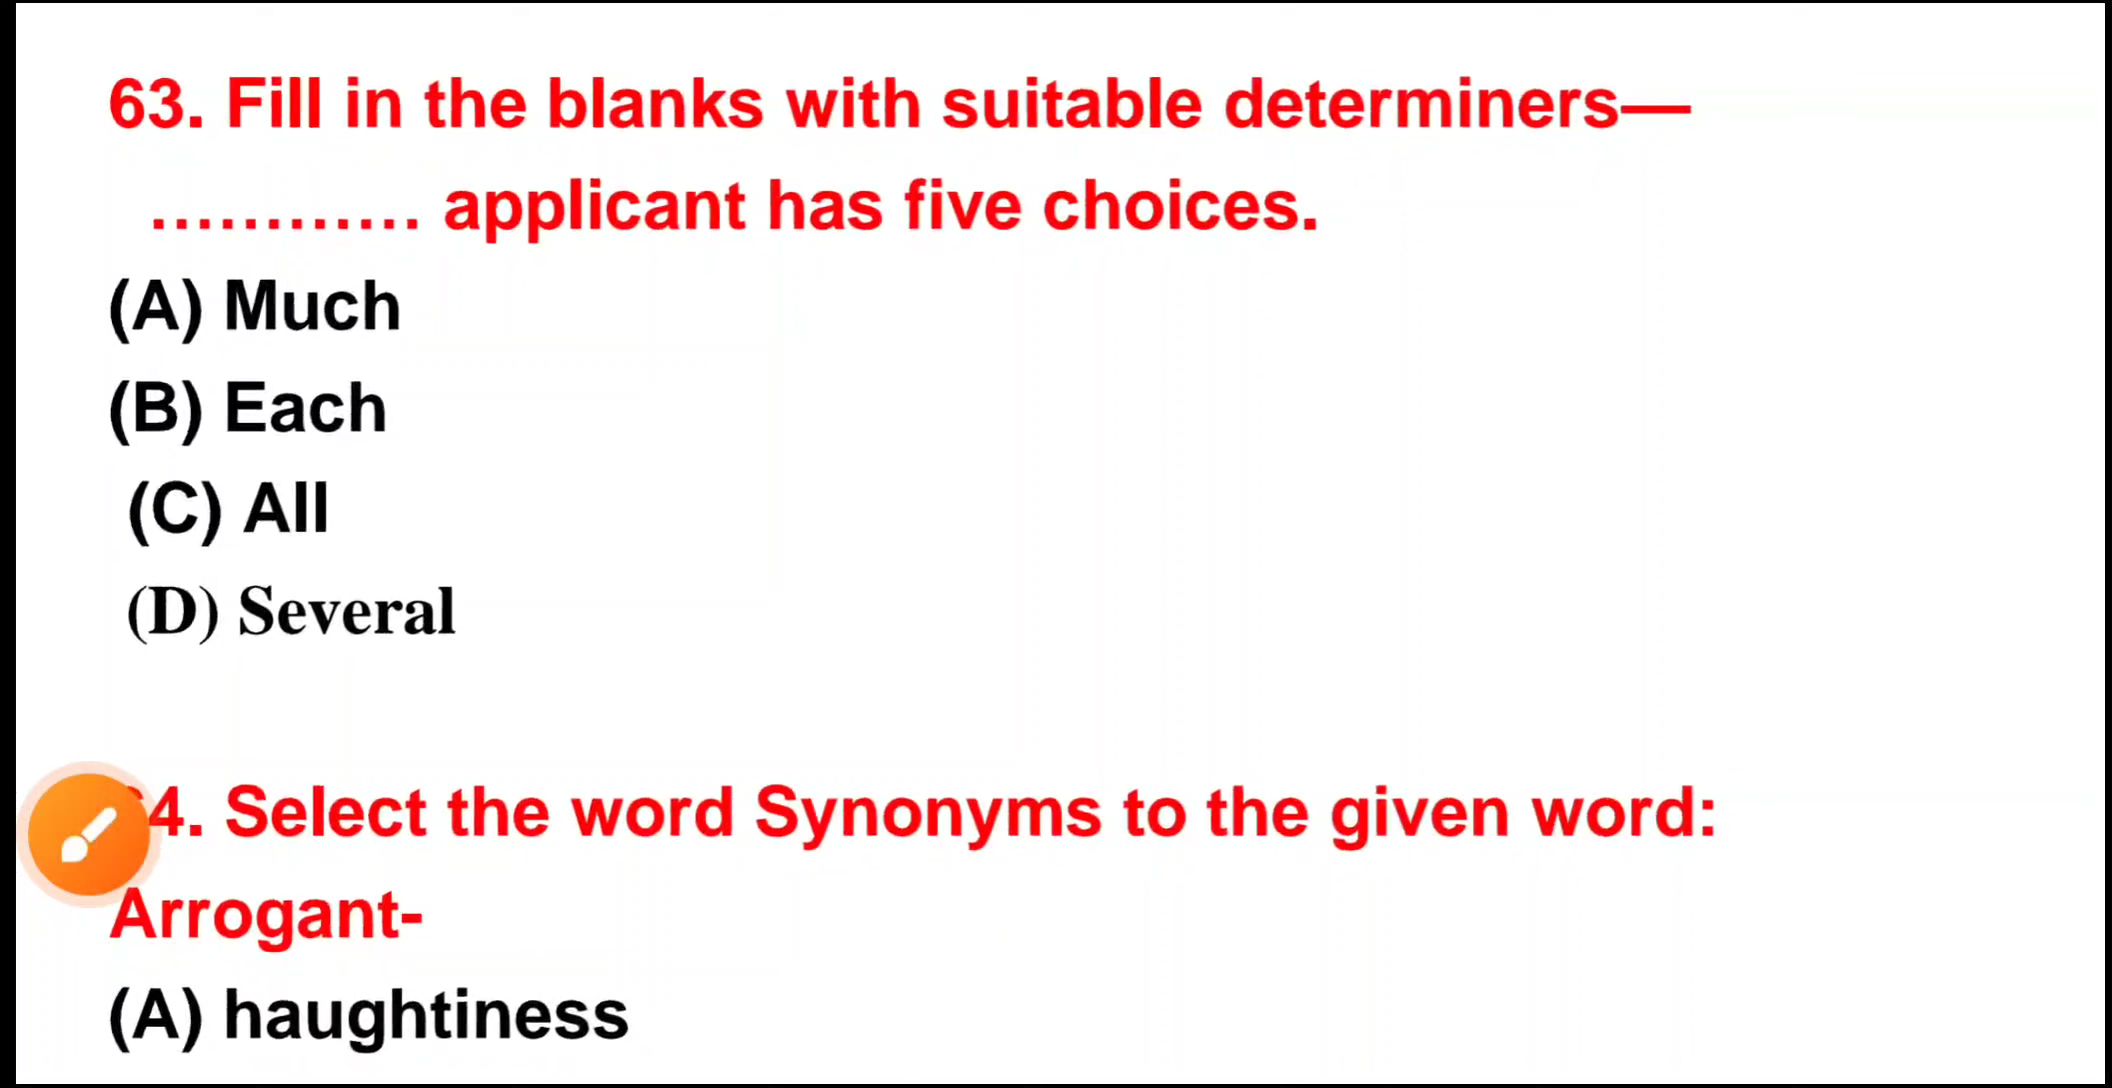 63. Fill in the blanks with suitable determiners—
............ applicant has five choices.
(A) Much
(B) Each
(C) All
(D) Several
4. Select the word Synonyms to the given word:
Arrogant-
(A) haughtiness